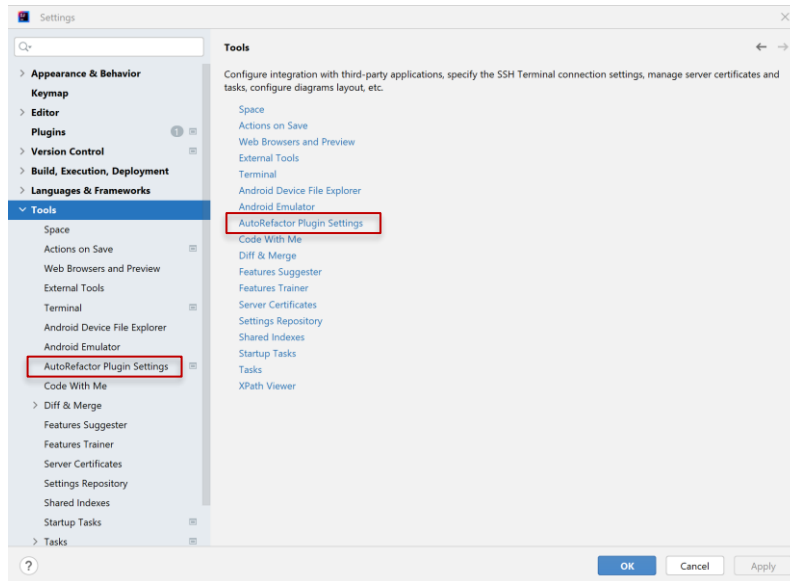 Settings
Appearance & Behavior
Keymap
Editor
Plugins 1
Version Control
Build, Execution, Deployment
Languages & Frameworks
Tools
Space
Actions on Save
Web Browsers and Preview
External Tools
Terminal
Android Device File Explorer
Android Emulator
AutoRefactor Plugin Settings
Code With Me
Diff & Merge
Features Suggester
Features Trainer
Server Certificates
Settings Repository
Shared Indexes
Startup Tasks
Tasks
?
Tools
Configure integration with third-party applications, specify the SSH Terminal connection settings, manage server certificates and
tasks, configure diagrams layout, etc.
Space
Actions on Save
Web Browsers and Preview
External Tools
Terminal
Android Device File Explorer
Android Emulator
AutoRefactor Plugin Settings
Code With Me
Diff & Merge
Features Suggester
Features Trainer
Server Certificates
Settings Repository
Shared Indexes
Startup Tasks
Tasks
XPath Viewer
OK Cancel Apply